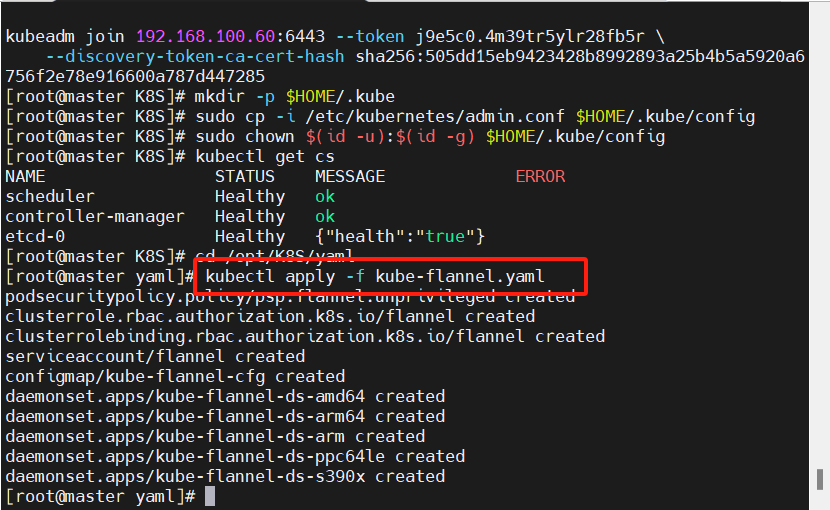 kubeadm join 192.168.100.60:6443 --token j9e5c0.4m39tr5ylr28fb5r \
    --discovery-token-ca-cert-hash sha256:505dd15eb9423428b8992893a25b4b5a5920a6
756f2e78e916600a787d447285
[root@master K8S]# mkdir -p $HOME/.kube
[root@master K8S]# sudo cp -i /etc/kubernetes/admin.conf $HOME/.kube/config
[root@master K8S]# sudo chown $(id -u):$(id -g) $HOME/.kube/config
[root@master K8S]# kubectl get cs
NAME                 STATUS    MESSAGE             ERROR
scheduler            Healthy   ok
controller-manager   Healthy   ok
etcd-0               Healthy   {"health":"true"}
[root@master K8S]# cd /opt/K8S/yaml
[root@master yaml]# kubectl apply -f kube-flannel.yaml
podsecuritypolicy.policy/psp.flannel.unprivileged created
clusterrole.rbac.authorization.k8s.io/flannel created
clusterrolebinding.rbac.authorization.k8s.io/flannel created
serviceaccount/flannel created
configmap/kube-flannel-cfg created
daemonset.apps/kube-flannel-ds-amd64 created
daemonset.apps/kube-flannel-ds-arm64 created
daemonset.apps/kube-flannel-ds-arm created
daemonset.apps/kube-flannel-ds-ppc64le created
daemonset.apps/kube-flannel-ds-s390x created
[root@master yaml]#